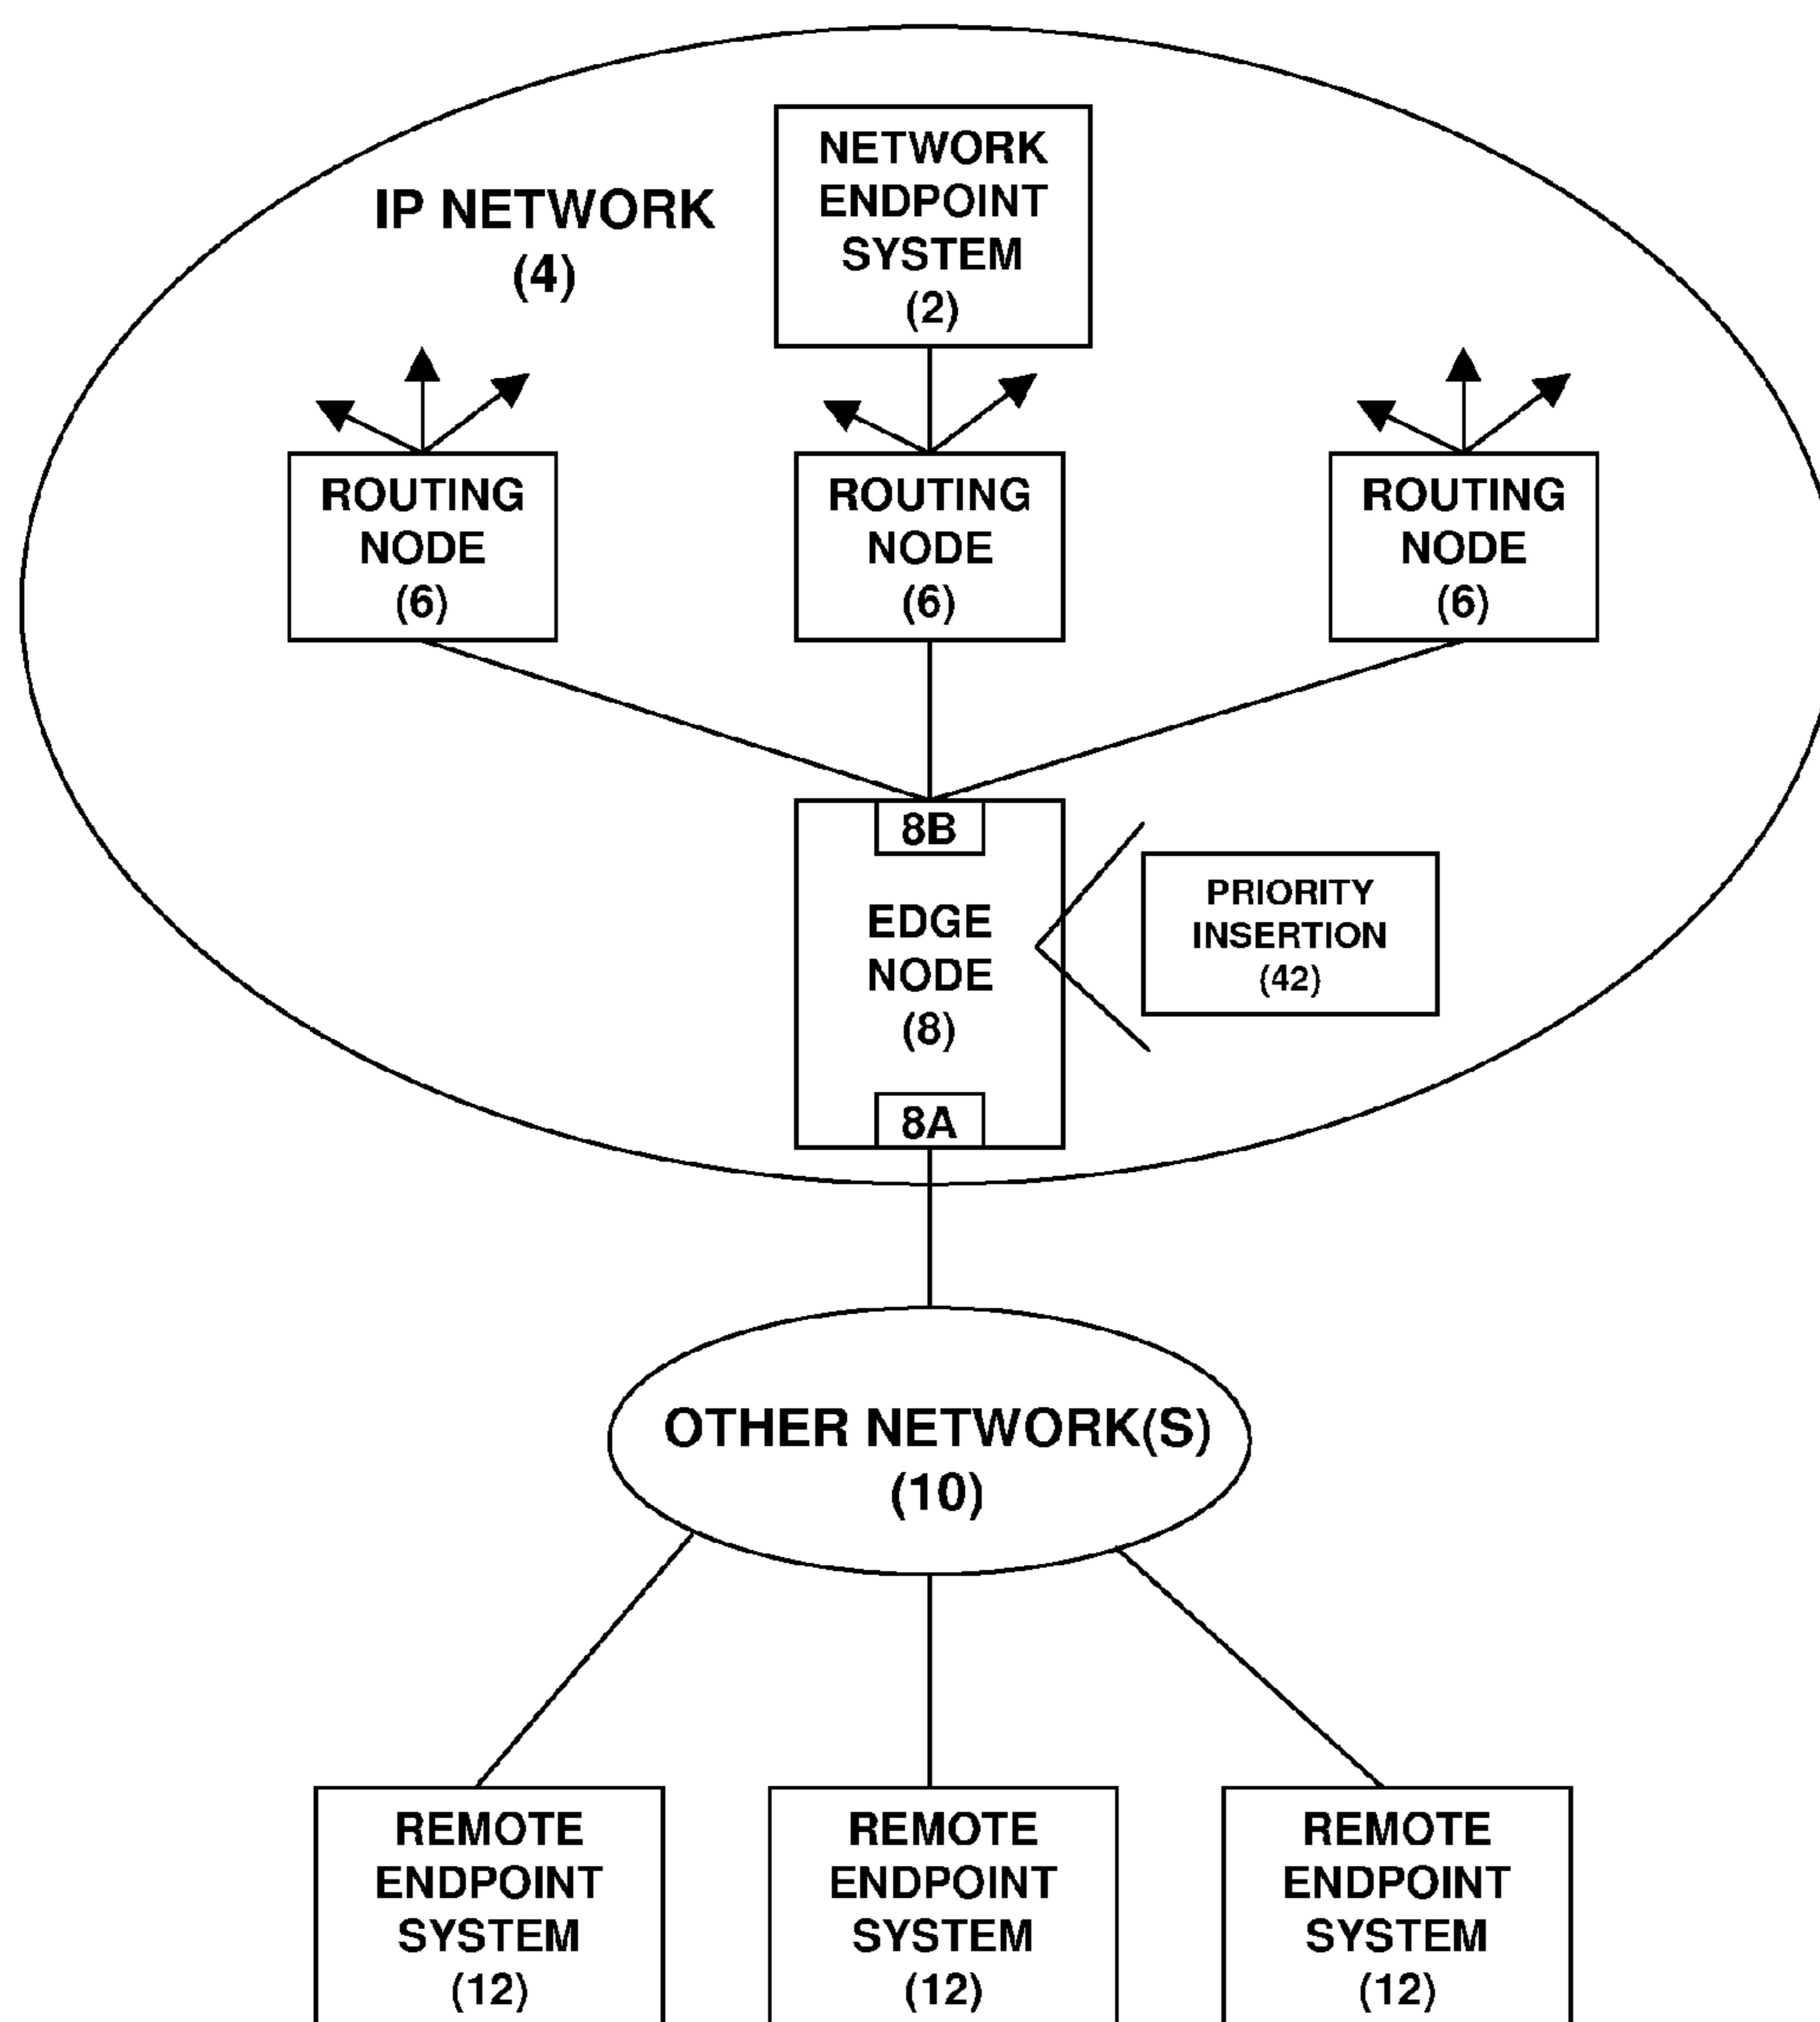 IP NETWORK
(4)
NETWORK
ENDPOINT
SYSTEM
(2)
ROUTING
NODE
(6)
ROUTING
NODE
(6)
ROUTING
NODE
(6)
8B
EDGE
NODE
(8)
8A
PRIORITY
INSERTION
(42)
OTHER NETWORK(S)
(10)
REMOTE
ENDPOINT
SYSTEM
(12)
REMOTE
ENDPOINT
SYSTEM
(12)
REMOTE
ENDPOINT
SYSTEM
(12)